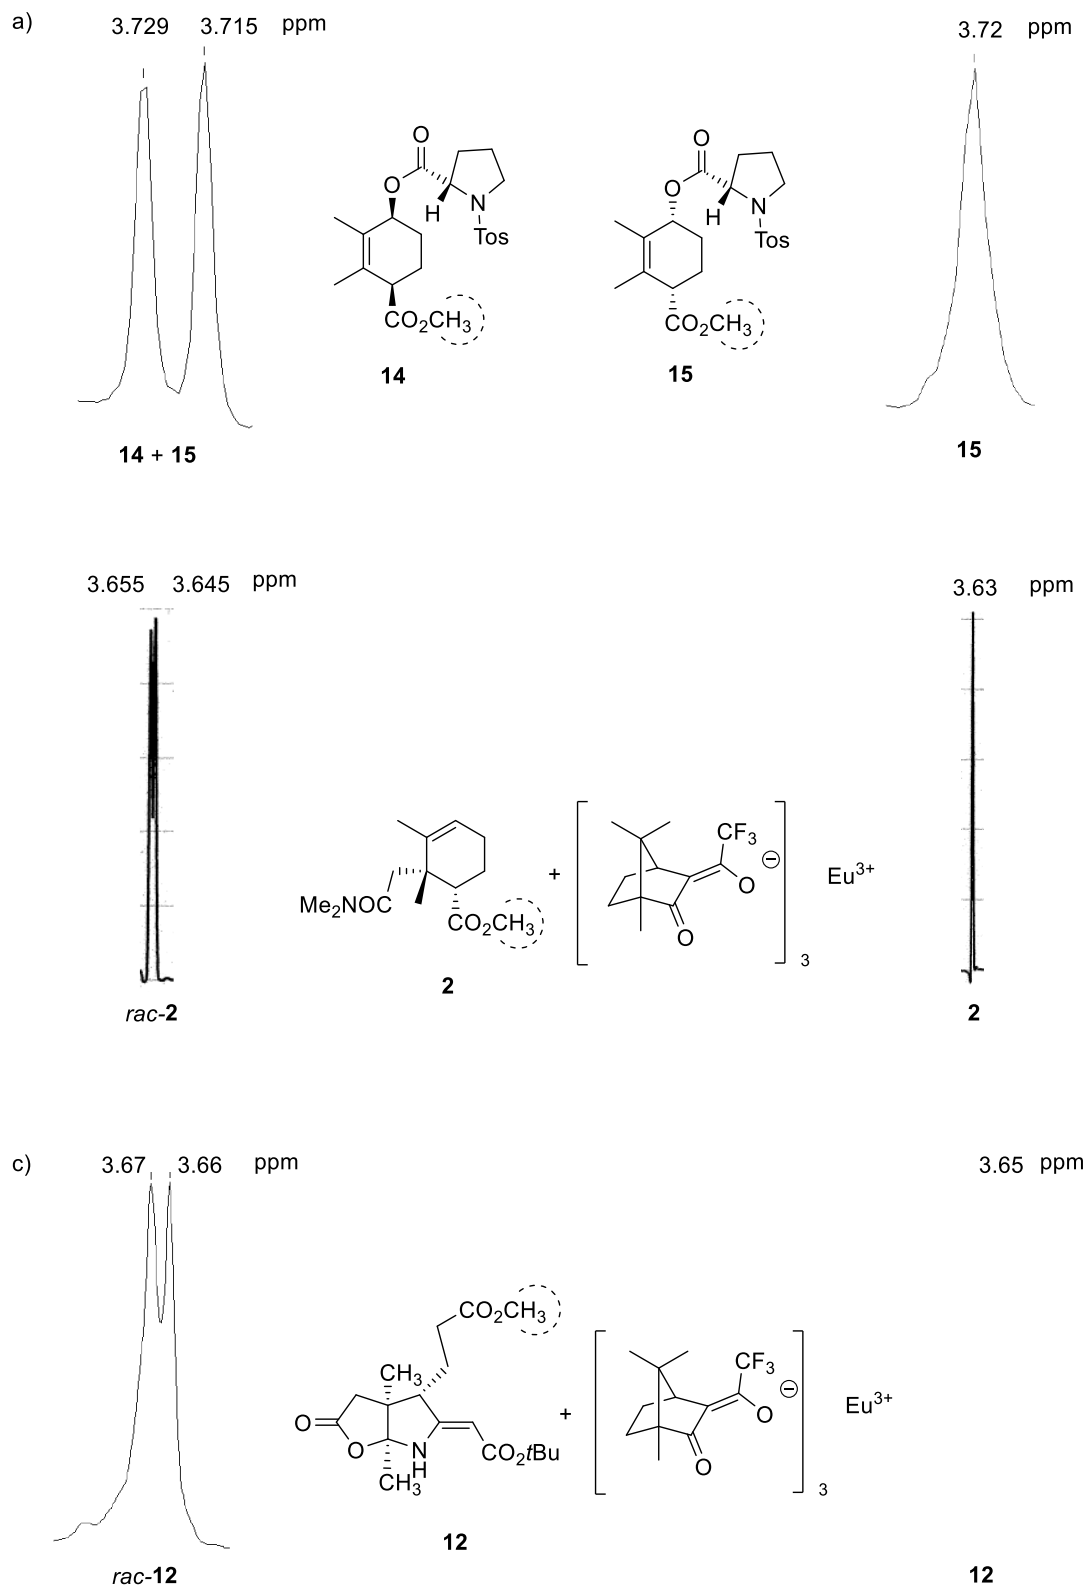 a)
3.729 3.715 ppm
3.72 ppm
O
O
H
N
Tos
CO2CH3
14
O
O
H
N
Tos
CO2CH3
15
14 + 15
15
3.655 3.645 ppm
3.63 ppm
Me2NOC
CO2CH3
2
+
CF3
O
O
⊖
3
Eu3+
rac-2
2
c)
3.67 3.66 ppm
3.65 ppm
CO2CH3
CH3
O
O
N
H
CH3
CO2tBu
12
+
CF3
O
O
⊖
3
Eu3+
rac-12
12